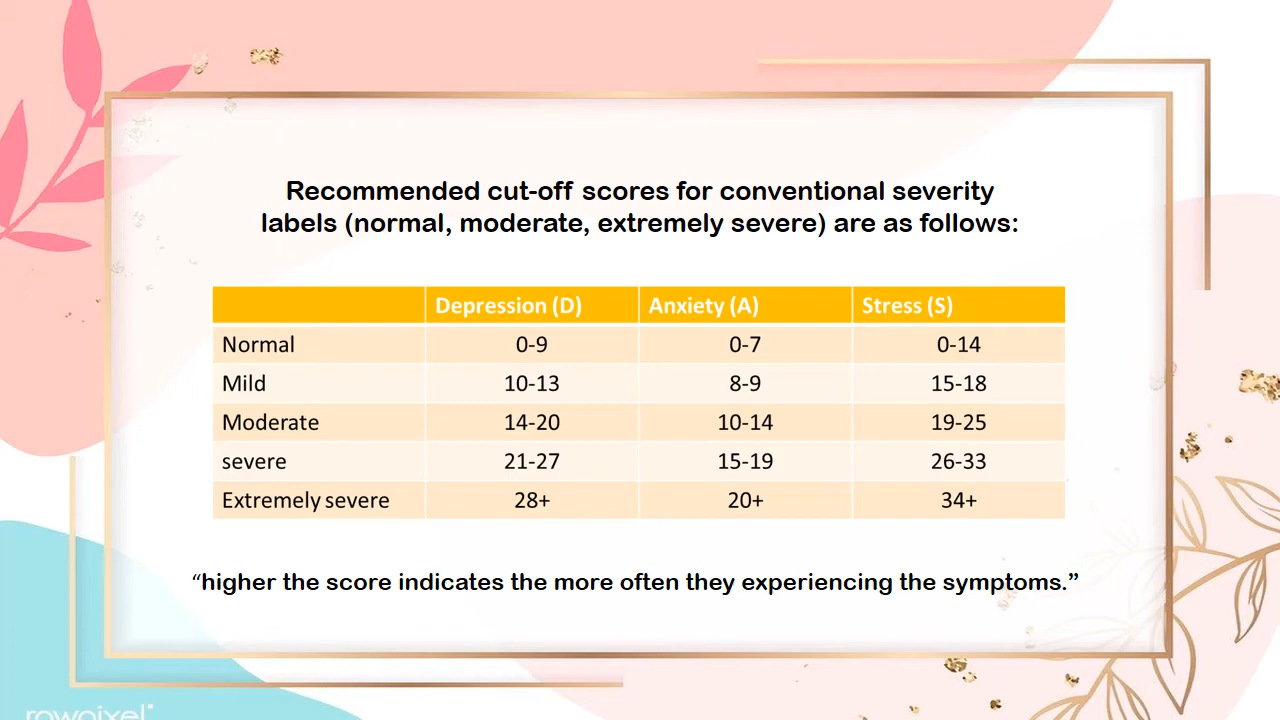 Recommended cut-off scores for conventional severity
labels (normal, moderate, extremely severe) are as follows:
Depression (D) Anxiety (A) Stress (S)
Normal 0-9 0-7 0-14
Mild 10-13 8-9 15-18
Moderate 14-20 10-14 19-25
severe 21-27 15-19 26-33
Extremely severe 28+ 20+ 34+
“higher the score indicates the more often they experiencing the symptoms.”
rawpixel